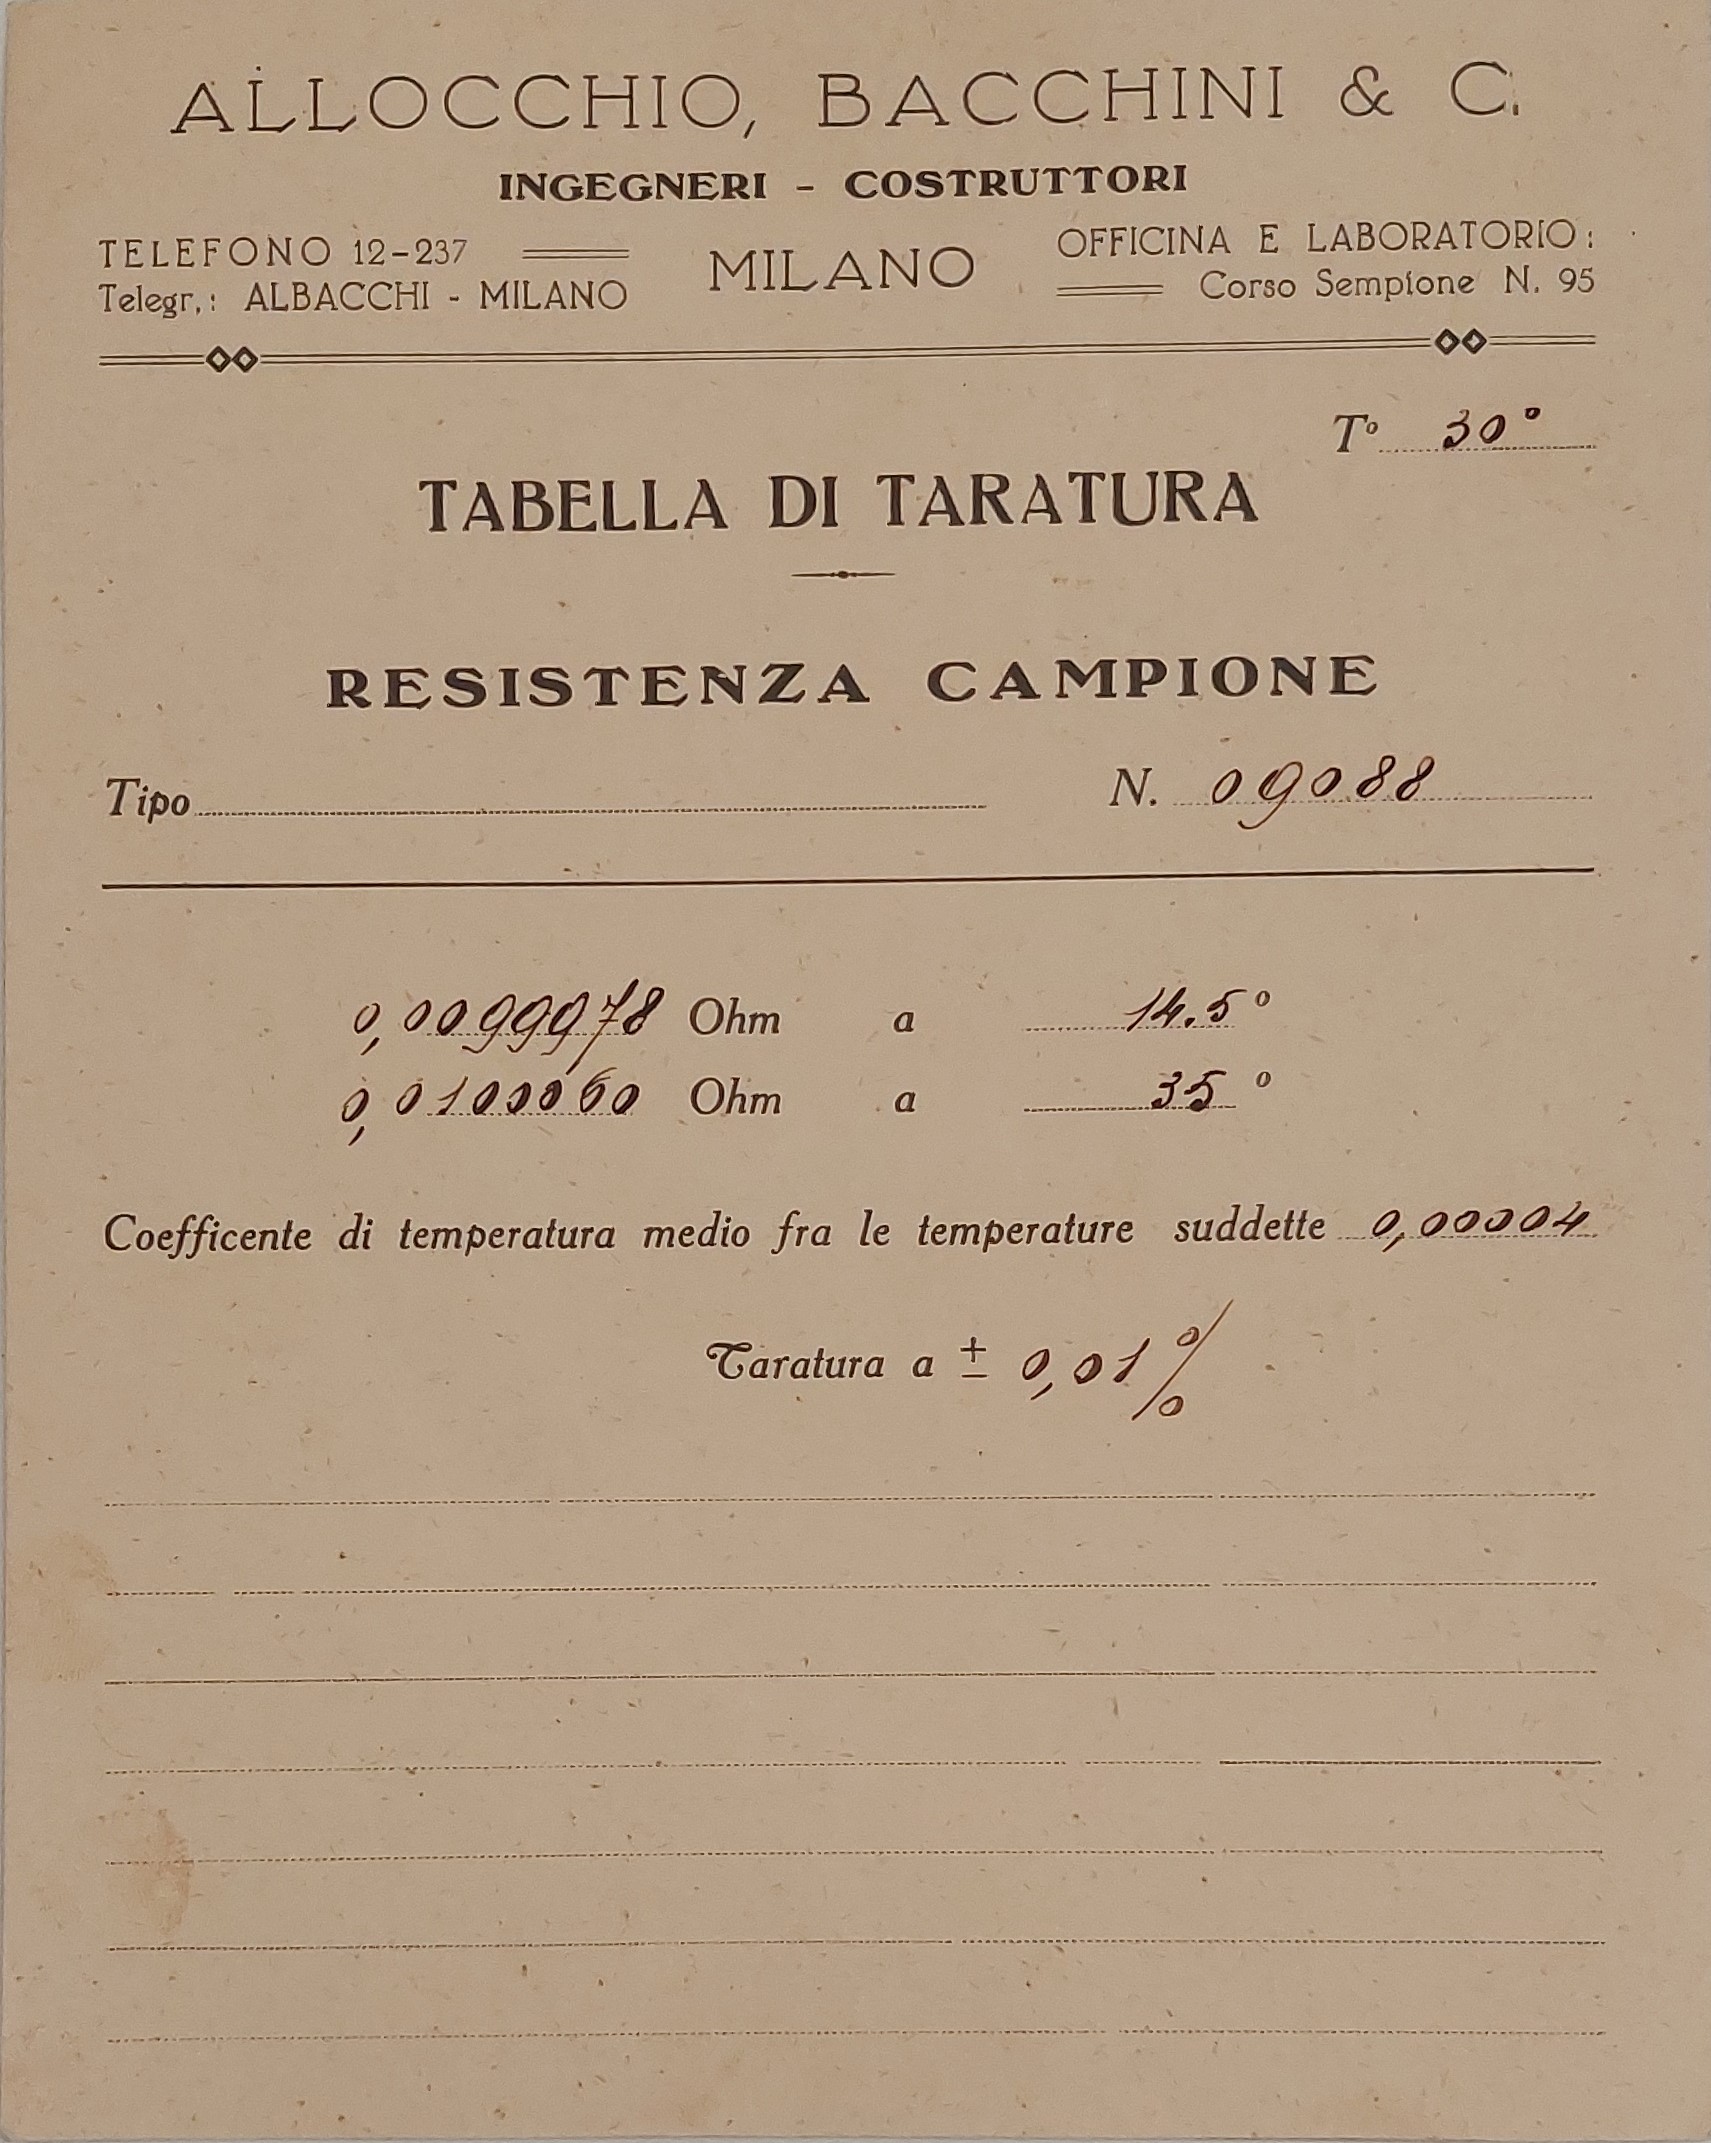 ALLOCCHIO, BACCHINI & C.
INGEGNERI - COSTRUTTORI
TELEFONO 12-237
Telegr.: ALBACCHI - MILANO
MILANO
OFFICINA E LABORATORIO:
Corso Sempione N. 95
T° 30°
TABELLA DI TARATURA
RESISTENZA CAMPIONE
Tipo N. 09088
0,0099978 Ohm a 14.5°
0,0100060 Ohm a 35°
Coefficente di temperatura medio fra le temperature suddette 0,00004
Taratura a ± 0,01%